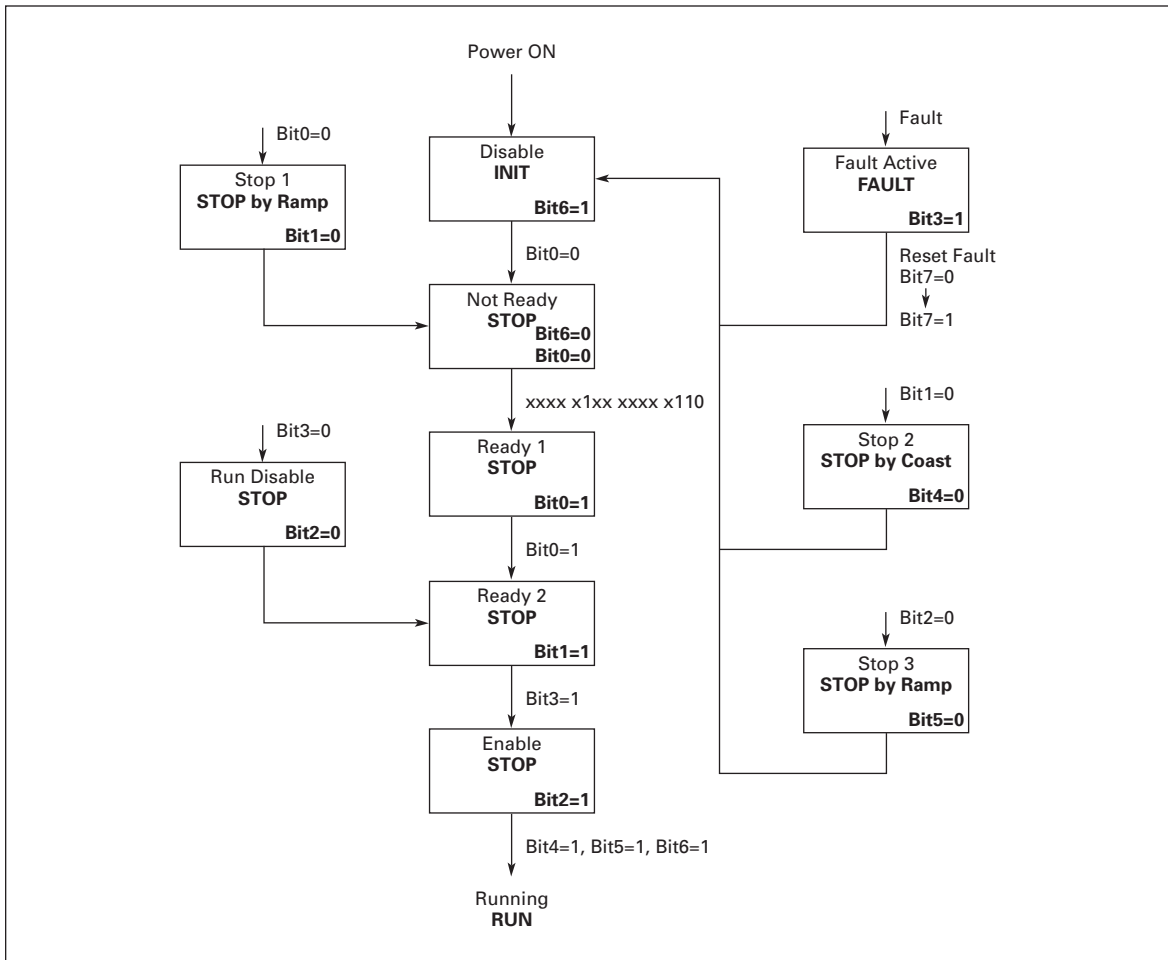 Power ON
Bit0=0
Stop 1
STOP by Ramp
Bit1=0
Disable
INIT
Bit6=1
Fault
Fault Active
FAULT
Bit3=1
Bit0=0
Reset Fault
Bit7=0
Bit7=1
Not Ready
STOP
Bit6=0
Bit0=0
xxxx x1xx xxxx x110
Bit1=0
Stop 2
STOP by Coast
Bit4=0
Bit3=0
Run Disable
STOP
Bit2=0
Ready 1
STOP
Bit0=1
Bit0=1
Ready 2
STOP
Bit1=1
Bit2=0
Stop 3
STOP by Ramp
Bit5=0
Bit3=1
Enable
STOP
Bit2=1
Bit4=1, Bit5=1, Bit6=1
Running
RUN